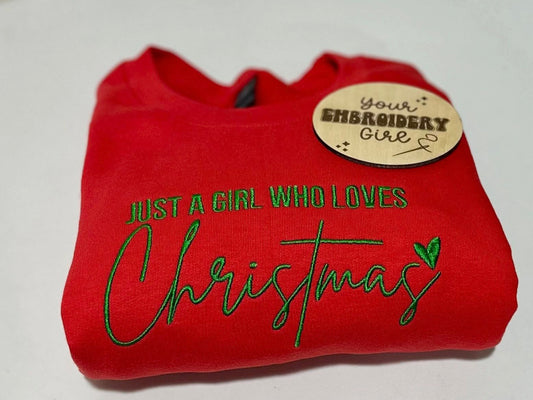 Your
EMBROIDERY
Girl
JUST A GIRL WHO LOVES
Christmas